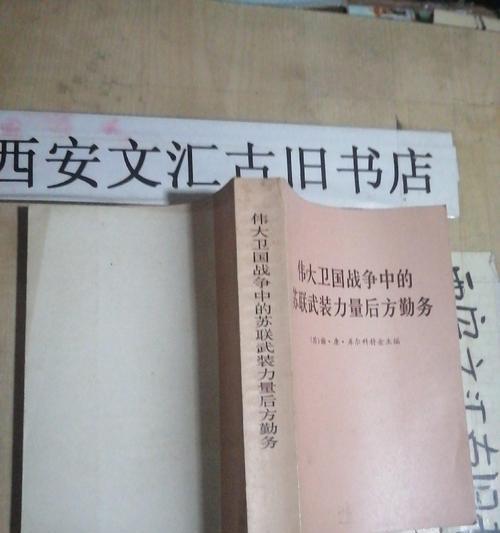 西安文汇古旧书店
伟大卫国战争中的苏联武装力量后方勤务
伟大卫国战争中的
苏联武装力量后方勤务
主编